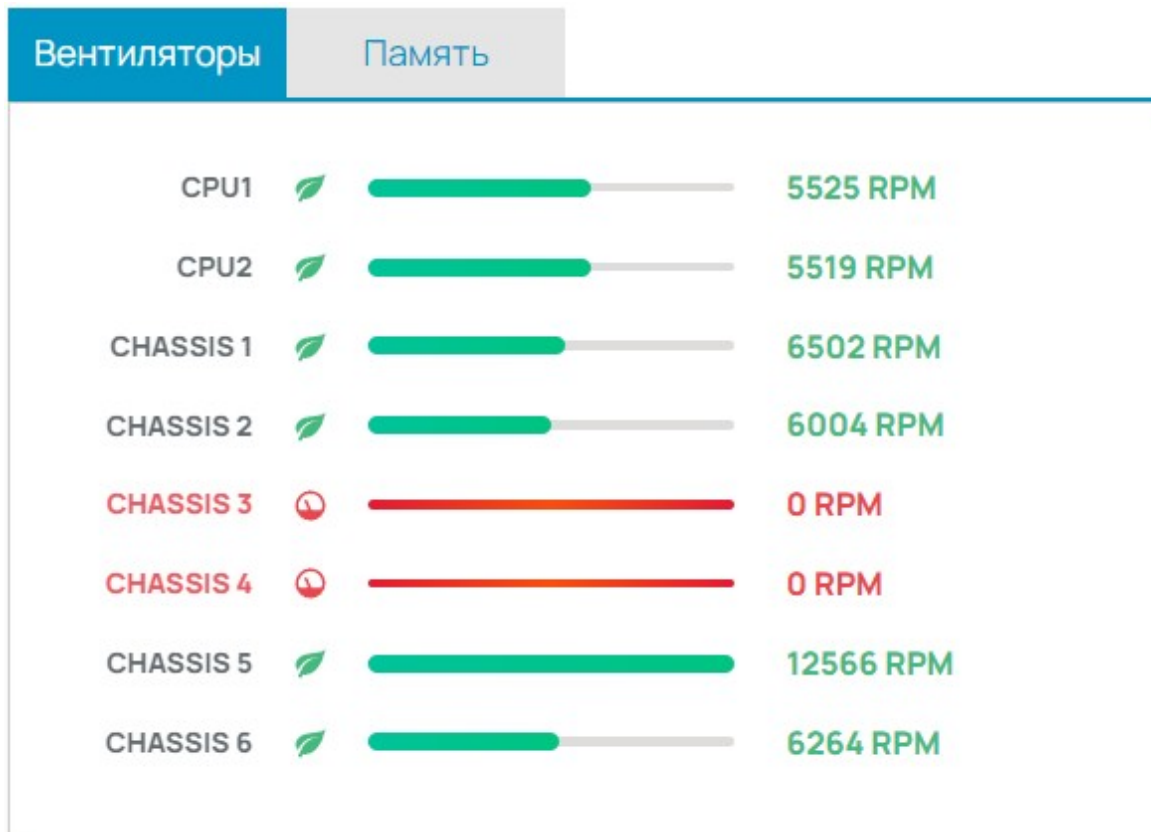 Вентиляторы Память
CPU1 5525 RPM
CPU2 5519 RPM
CHASSIS 1 6502 RPM
CHASSIS 2 6004 RPM
CHASSIS 3 0 RPM
CHASSIS 4 0 RPM
CHASSIS 5 12566 RPM
CHASSIS 6 6264 RPM